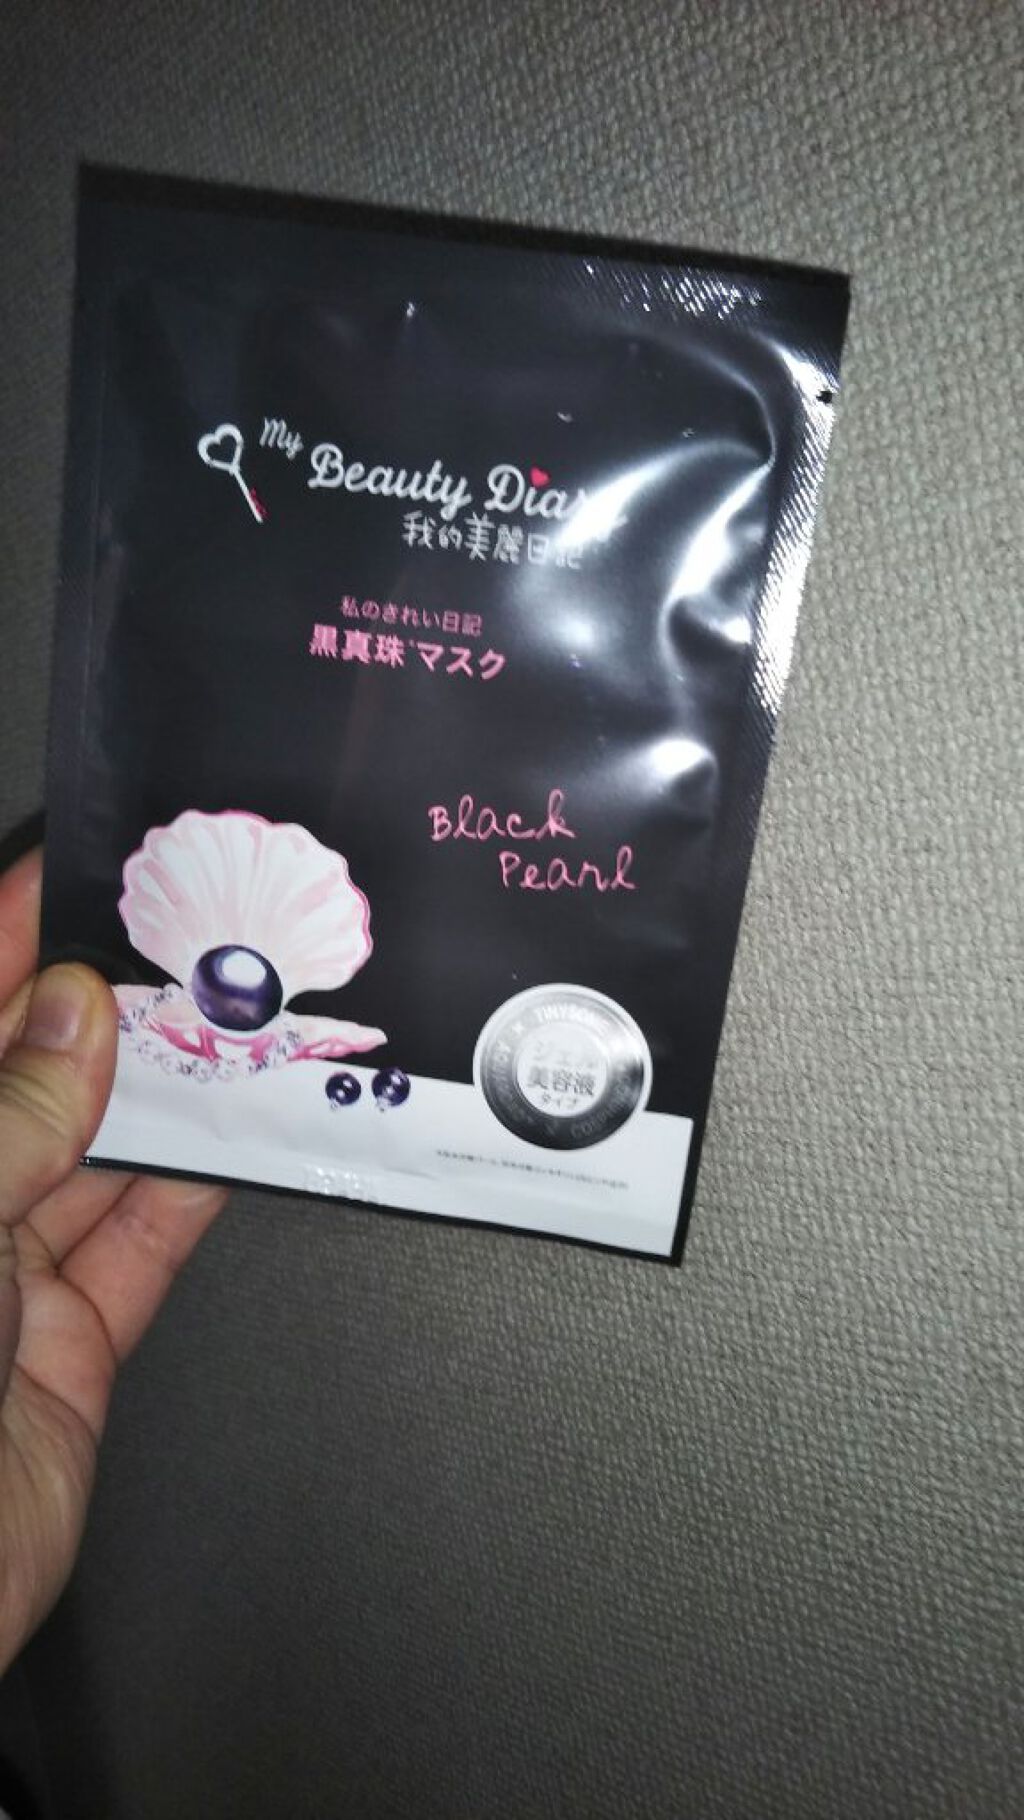 My
Beauty
我的美麗日記
私のきれい日記
黒真珠*マスク
Black
Pearl
ジェル
美容液
タイプ